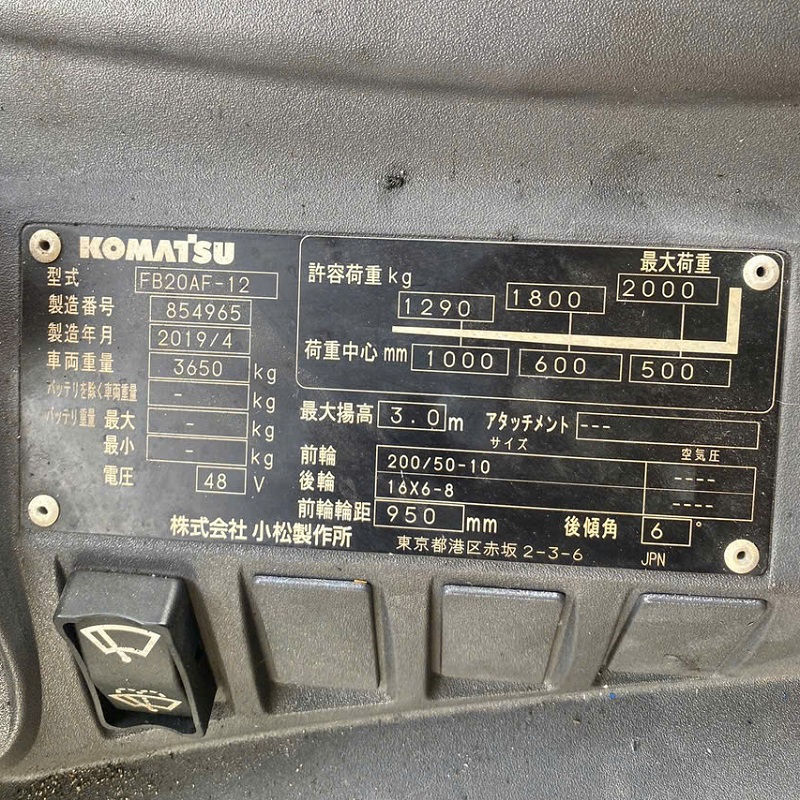 KOMATSU
型式 FB20AF-12
製造番号 854965
製造年月 2019/4
車両重量 3650 kg
バッテリを除く車両重量 - kg
バッテリ重量 最大 - kg
最小 - kg
電圧 48 V
許容荷重 kg 1290 1800 2000
最大荷重
荷重中心 mm 1000 600 500
最大揚高 3.0 m アタッチメント ---
サイズ 空気圧
前輪 200/50-10 ----
後輪 16X6-8 ----
前輪輪距 950 mm 後傾角 6 °
株式会社 小松製作所 東京都港区赤坂2-3-6 JPN